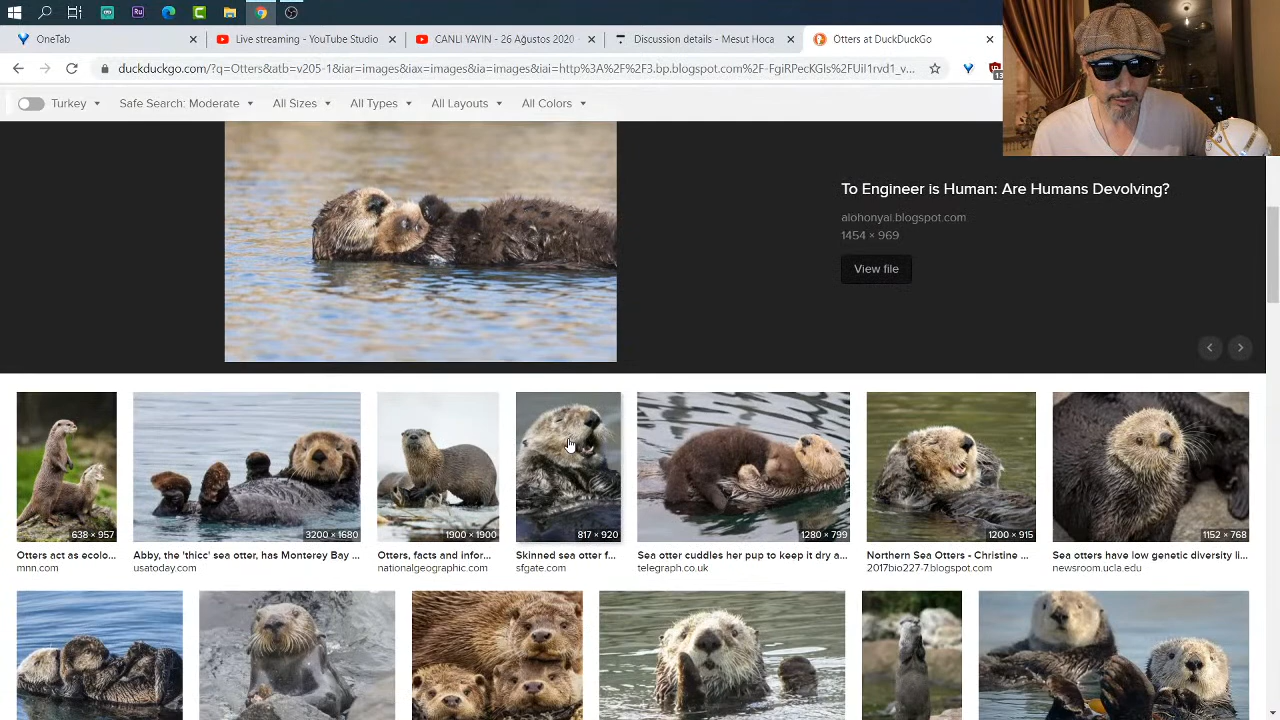 OneTab
Live streaming - YouTube Studio
CANLI YAYIN - 26 Ağustos 2020 -
Dissission details - Mesut Hoca
Otters at DuckDuckGo
duckduckgo.com/?q=Otters&atb=v205-1&iar=images&iax=images&ia=images&iai=http%3A%2F%2F3.bp.blogspot.com%2F-FgiRPecKGIs%2FUiI1rvd1_v...
13
Turkey
Safe Search: Moderate
All Sizes
All Types
All Layouts
All Colors
To Engineer is Human: Are Humans Devolving?
alohonyai.blogspot.com
1454 × 969
View file
638 × 957
3200 × 1680
1900 × 1900
817 × 920
1280 × 799
1200 × 915
1152 × 768
Otters act as ecolo...
Abby, the 'thicc' sea otter, has Monterey Bay ...
Otters, facts and infor...
Skinned sea otter f...
Sea otter cuddles her pup to keep it dry a...
Northern Sea Otters - Christine ...
Sea otters have low genetic diversity li...
mnn.com
usatoday.com
nationalgeographic.com
sfgate.com
telegraph.co.uk
2017bio227-7.blogspot.com
newsroom.ucla.edu